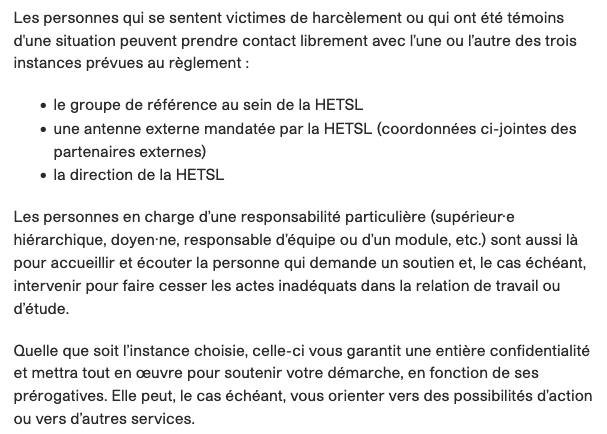 Les personnes qui se sentent victimes de harcèlement ou qui ont été témoins
d'une situation peuvent prendre contact librement avec l'une ou l'autre des trois
instances prévues au règlement :
• le groupe de référence au sein de la HETSL
• une antenne externe mandatée par la HETSL (coordonnées ci-jointes des
partenaires externes)
• la direction de la HETSL
Les personnes en charge d'une responsabilité particulière (supérieur·e
hiérarchique, doyen·ne, responsable d'équipe ou d'un module, etc.) sont aussi là
pour accueillir et écouter la personne qui demande un soutien et, le cas échéant,
intervenir pour faire cesser les actes inadéquats dans la relation de travail ou
d'étude.
Quelle que soit l'instance choisie, celle-ci vous garantit une entière confidentialité
et mettra tout en œuvre pour soutenir votre démarche, en fonction de ses
prérogatives. Elle peut, le cas échéant, vous orienter vers des possibilités d'action
ou vers d'autres services.